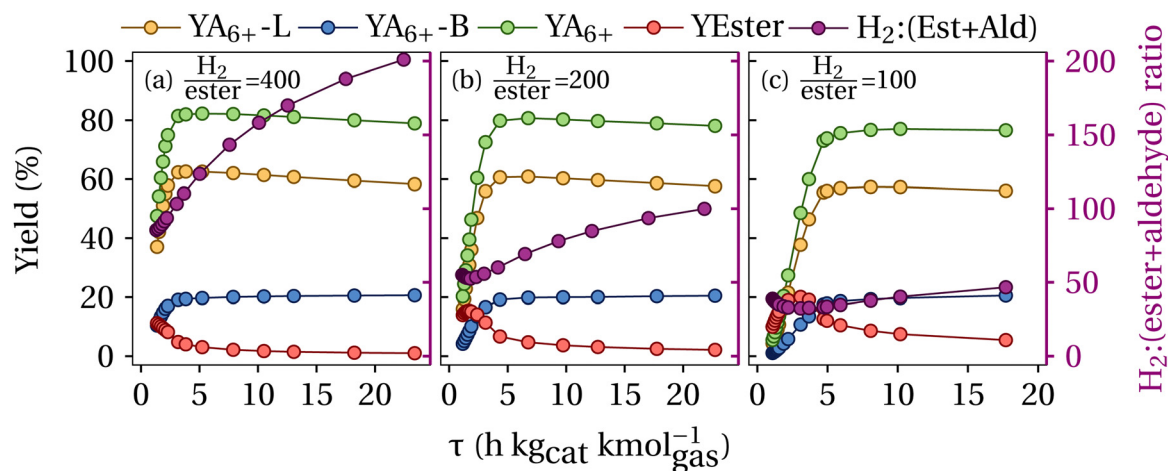 YA₆₊-L YA₆₊-B YA₆₊ YEster H₂:(Est+Ald)
(a) H₂/ester=400
(b) H₂/ester=200
(c) H₂/ester=100
100
80
60
40
20
0
Yield (%)
200
150
100
50
0
H₂:(ester+aldehyde) ratio
0 5 10 15 20 0 5 10 15 20 0 5 10 15 20
τ (h kg_cat kmol⁻¹_gas)